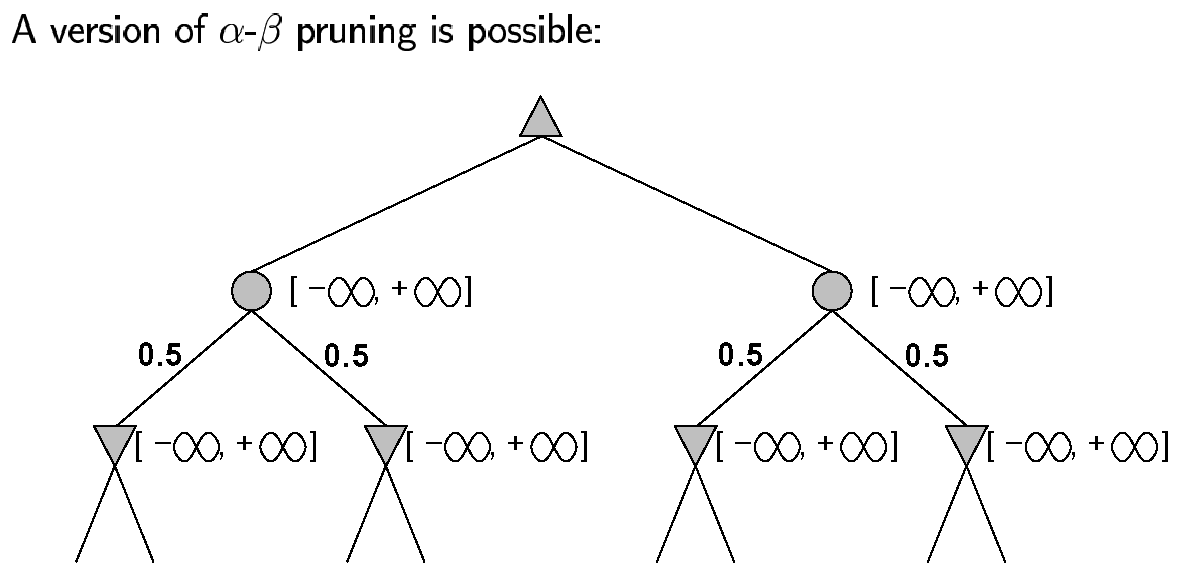 A version of α-β pruning is possible:
[ −∞, +∞] [ −∞, +∞]
0.5 0.5 0.5 0.5
[ −∞, +∞] [ −∞, +∞] [ −∞, +∞] [ −∞, +∞]